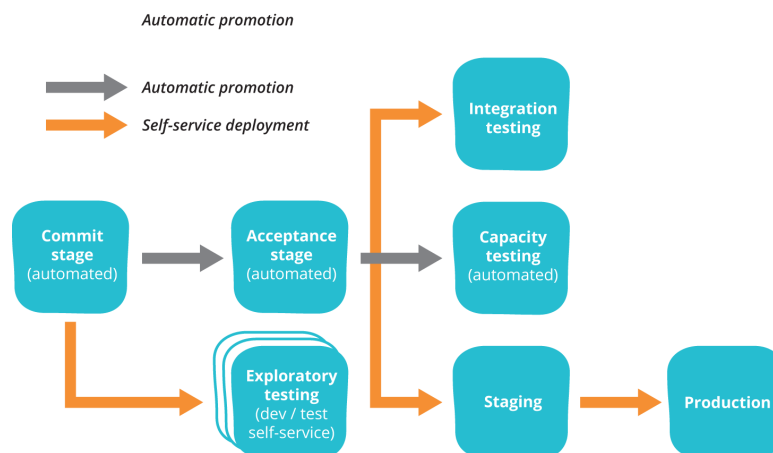 Automatic promotion
Automatic promotion
Self-service deployment
Integration
testing
Commit
stage
(automated)
Acceptance
stage
(automated)
Capacity
testing
(automated)
Exploratory
testing
(dev / test
self-service)
Staging
Production